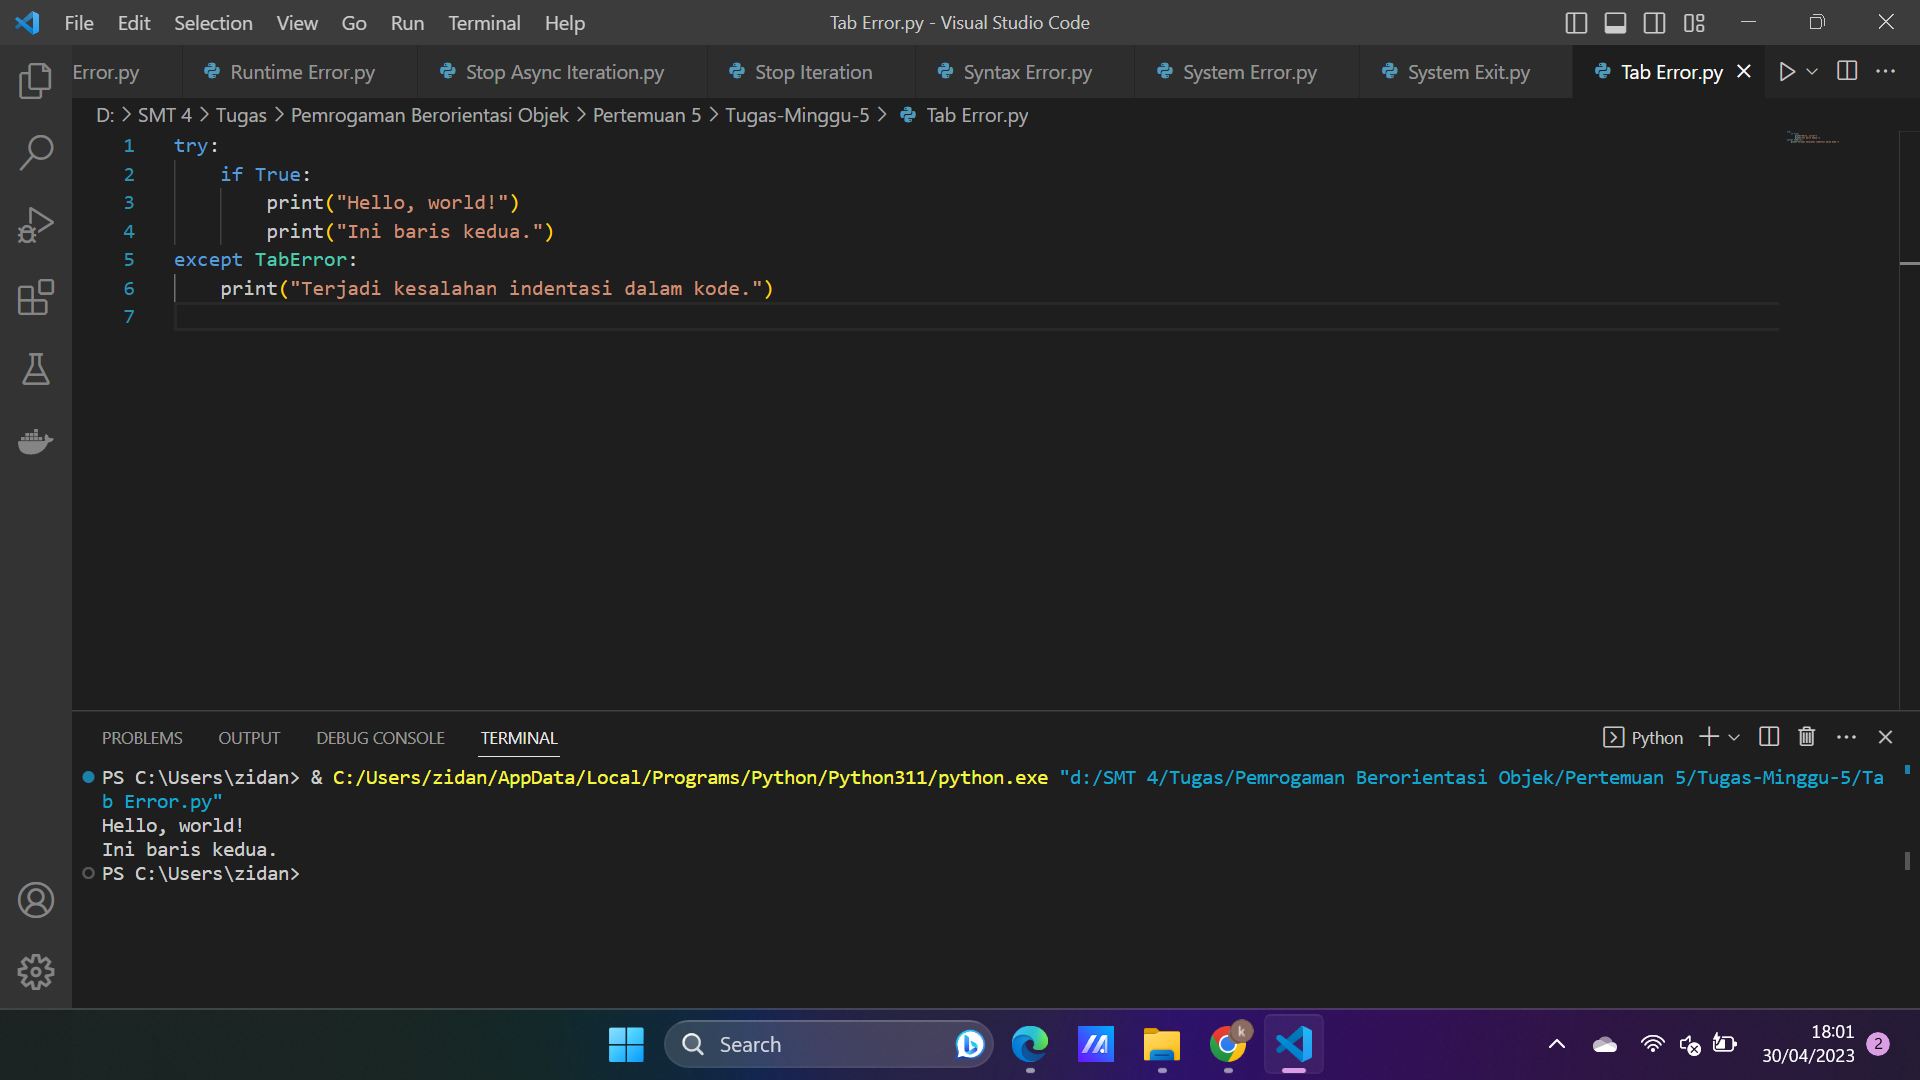 File Edit Selection View Go Run Terminal Help Tab Error.py - Visual Studio Code
Error.py Runtime Error.py Stop Async Iteration.py Stop Iteration Syntax Error.py System Error.py System Exit.py Tab Error.py
D: > SMT 4 > Tugas > Pemrogaman Berorientasi Objek > Pertemuan 5 > Tugas-Minggu-5 > Tab Error.py
1 try:
2     if True:
3         print("Hello, world!")
4         print("Ini baris kedua.")
5 except TabError:
6     print("Terjadi kesalahan indentasi dalam kode.")
7
PROBLEMS OUTPUT DEBUG CONSOLE TERMINAL Python
PS C:\Users\zidan> & C:/Users/zidan/AppData/Local/Programs/Python/Python311/python.exe "d:/SMT 4/Tugas/Pemrogaman Berorientasi Objek/Pertemuan 5/Tugas-Minggu-5/Ta
b Error.py"
Hello, world!
Ini baris kedua.
PS C:\Users\zidan>
Search k 18:01
30/04/2023 2